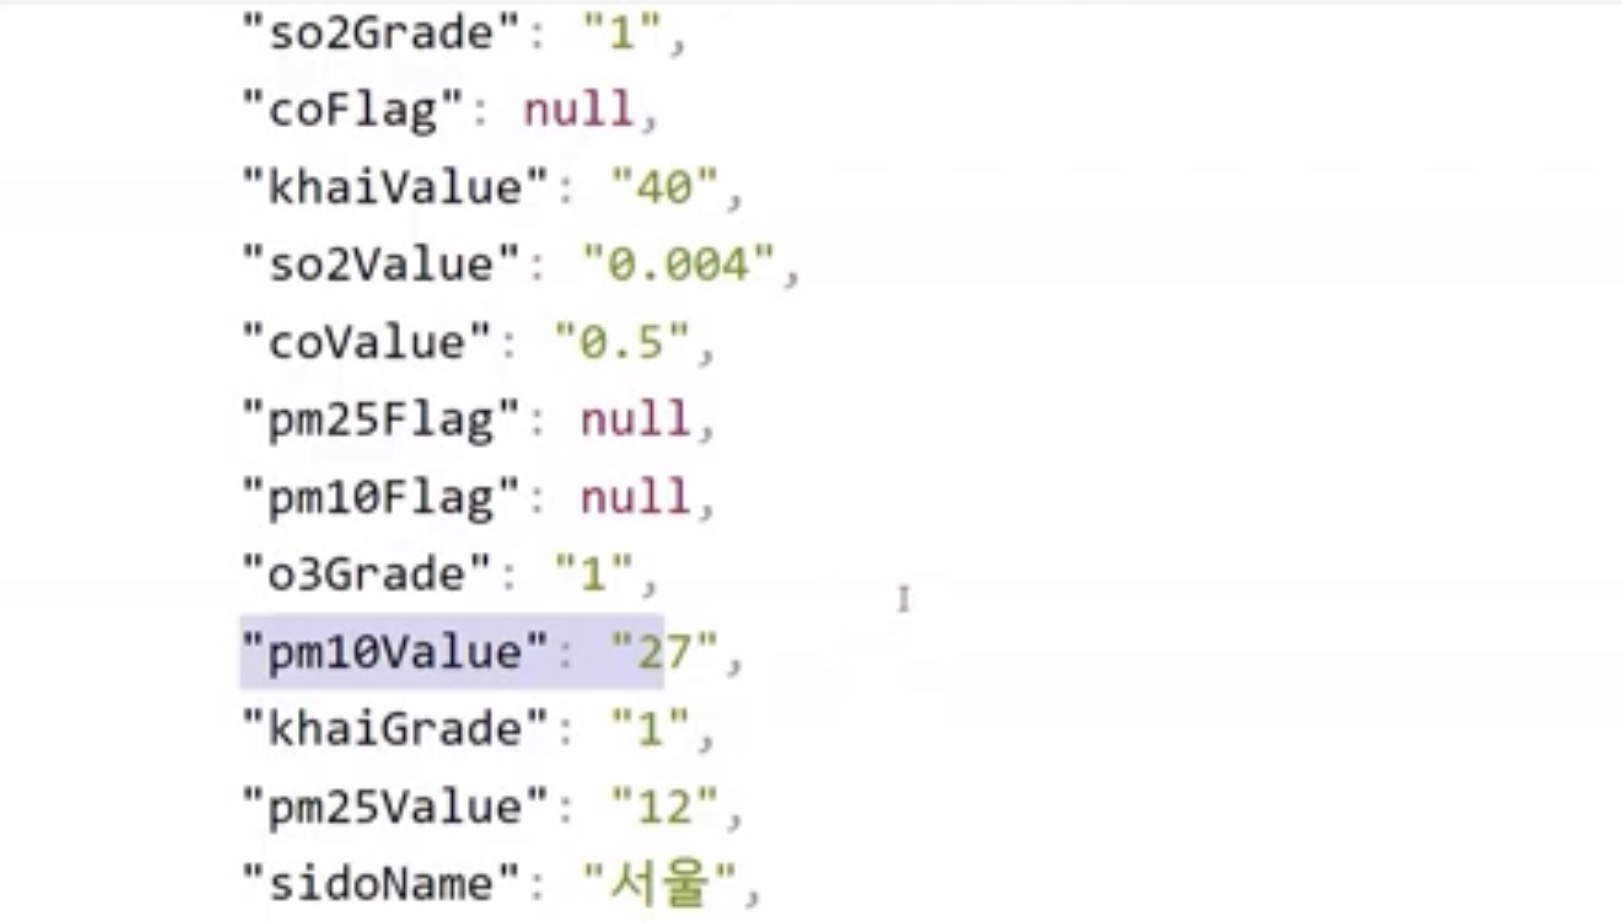 "so2Grade": "1",
"coFlag": null,
"khaiValue": "40",
"so2Value": "0.004",
"coValue": "0.5",
"pm25Flag": null,
"pm10Flag": null,
"o3Grade": "1",
"pm10Value": "27",
"khaiGrade": "1",
"pm25Value": "12",
"sidoName": "서울",